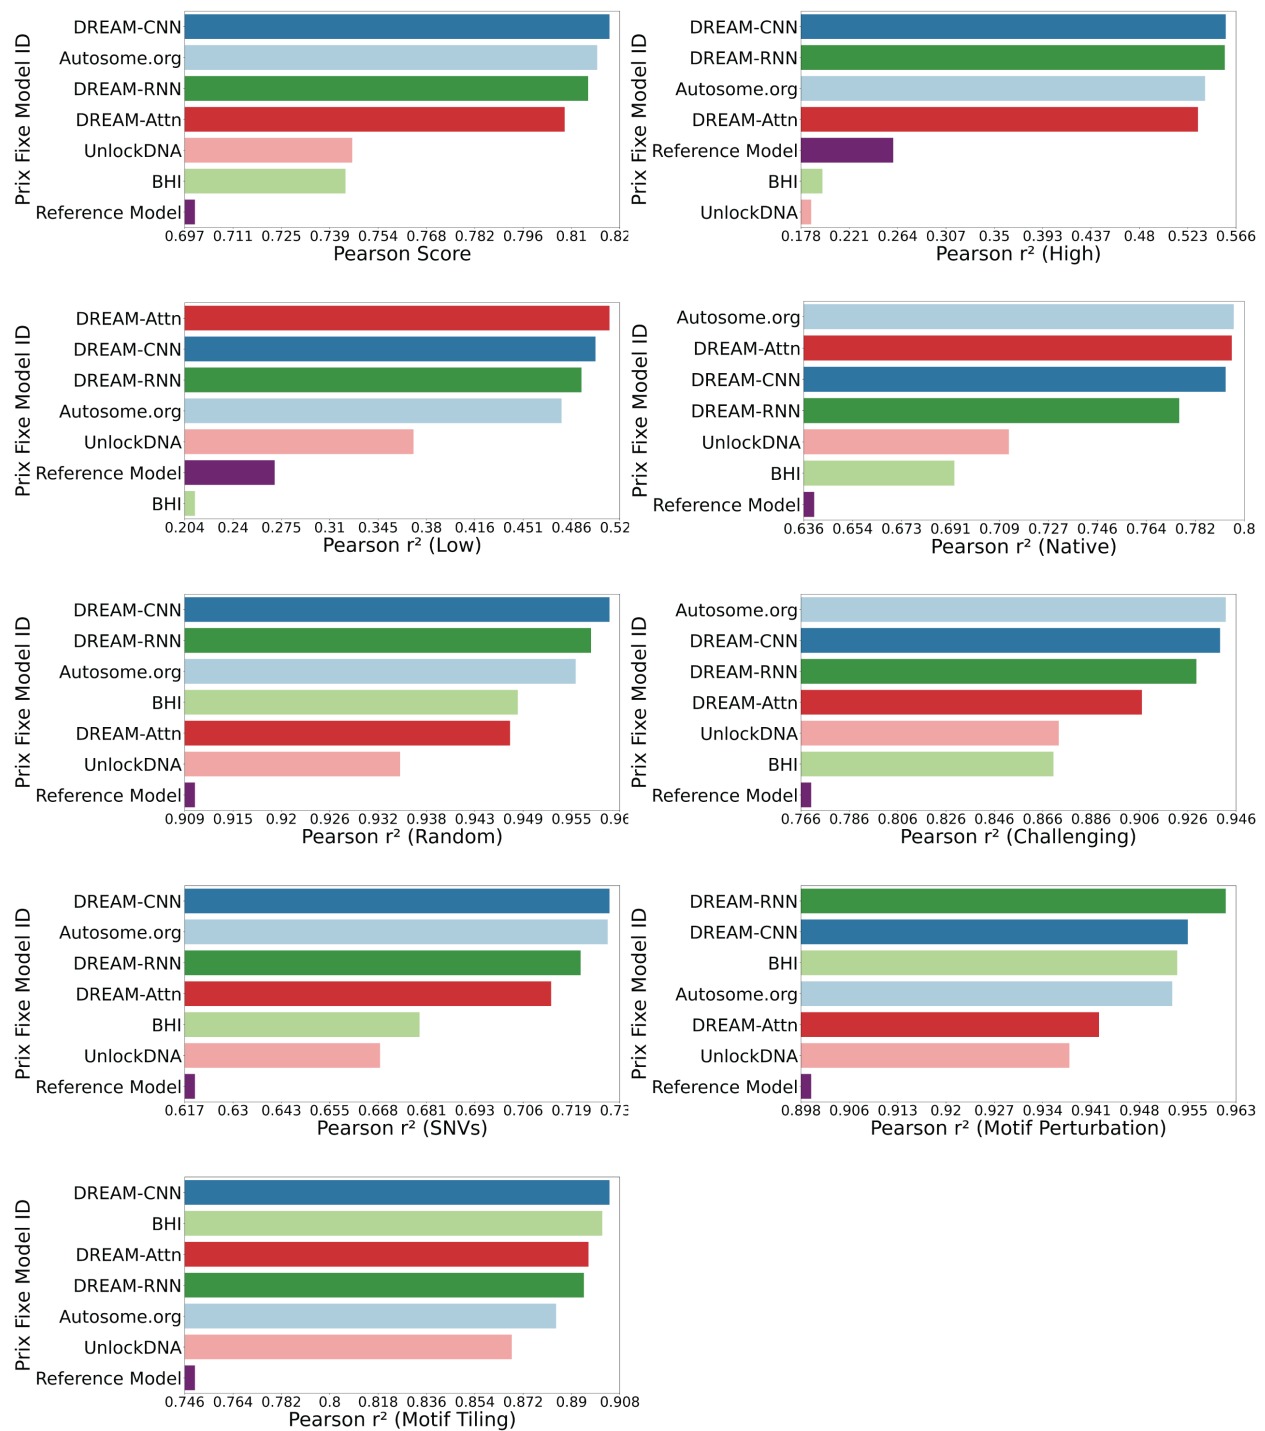 Prix Fixe Model ID
DREAM-CNN
Autosome.org
DREAM-RNN
DREAM-Attn
UnlockDNA
BHI
Reference Model
0.697 0.711 0.725 0.739 0.754 0.768 0.782 0.796 0.81 0.82
Pearson Score
Prix Fixe Model ID
DREAM-CNN
DREAM-RNN
Autosome.org
DREAM-Attn
Reference Model
BHI
UnlockDNA
0.178 0.221 0.264 0.307 0.35 0.393 0.437 0.48 0.523 0.566
Pearson r² (High)
Prix Fixe Model ID
DREAM-Attn
DREAM-CNN
DREAM-RNN
Autosome.org
UnlockDNA
Reference Model
BHI
0.204 0.24 0.275 0.31 0.345 0.38 0.416 0.451 0.486 0.52
Pearson r² (Low)
Prix Fixe Model ID
Autosome.org
DREAM-Attn
DREAM-CNN
DREAM-RNN
UnlockDNA
BHI
Reference Model
0.636 0.654 0.673 0.691 0.709 0.727 0.746 0.764 0.782 0.8
Pearson r² (Native)
Prix Fixe Model ID
DREAM-CNN
DREAM-RNN
Autosome.org
BHI
DREAM-Attn
UnlockDNA
Reference Model
0.909 0.915 0.92 0.926 0.932 0.938 0.943 0.949 0.955 0.96
Pearson r² (Random)
Prix Fixe Model ID
Autosome.org
DREAM-CNN
DREAM-RNN
DREAM-Attn
UnlockDNA
BHI
Reference Model
0.766 0.786 0.806 0.826 0.846 0.866 0.886 0.906 0.926 0.946
Pearson r² (Challenging)
Prix Fixe Model ID
DREAM-CNN
Autosome.org
DREAM-RNN
DREAM-Attn
BHI
UnlockDNA
Reference Model
0.617 0.63 0.643 0.655 0.668 0.681 0.693 0.706 0.719 0.73
Pearson r² (SNVs)
Prix Fixe Model ID
DREAM-RNN
DREAM-CNN
BHI
Autosome.org
DREAM-Attn
UnlockDNA
Reference Model
0.898 0.906 0.913 0.92 0.927 0.934 0.941 0.948 0.955 0.963
Pearson r² (Motif Perturbation)
Prix Fixe Model ID
DREAM-CNN
BHI
DREAM-Attn
DREAM-RNN
Autosome.org
UnlockDNA
Reference Model
0.746 0.764 0.782 0.8 0.818 0.836 0.854 0.872 0.89 0.908
Pearson r² (Motif Tiling)